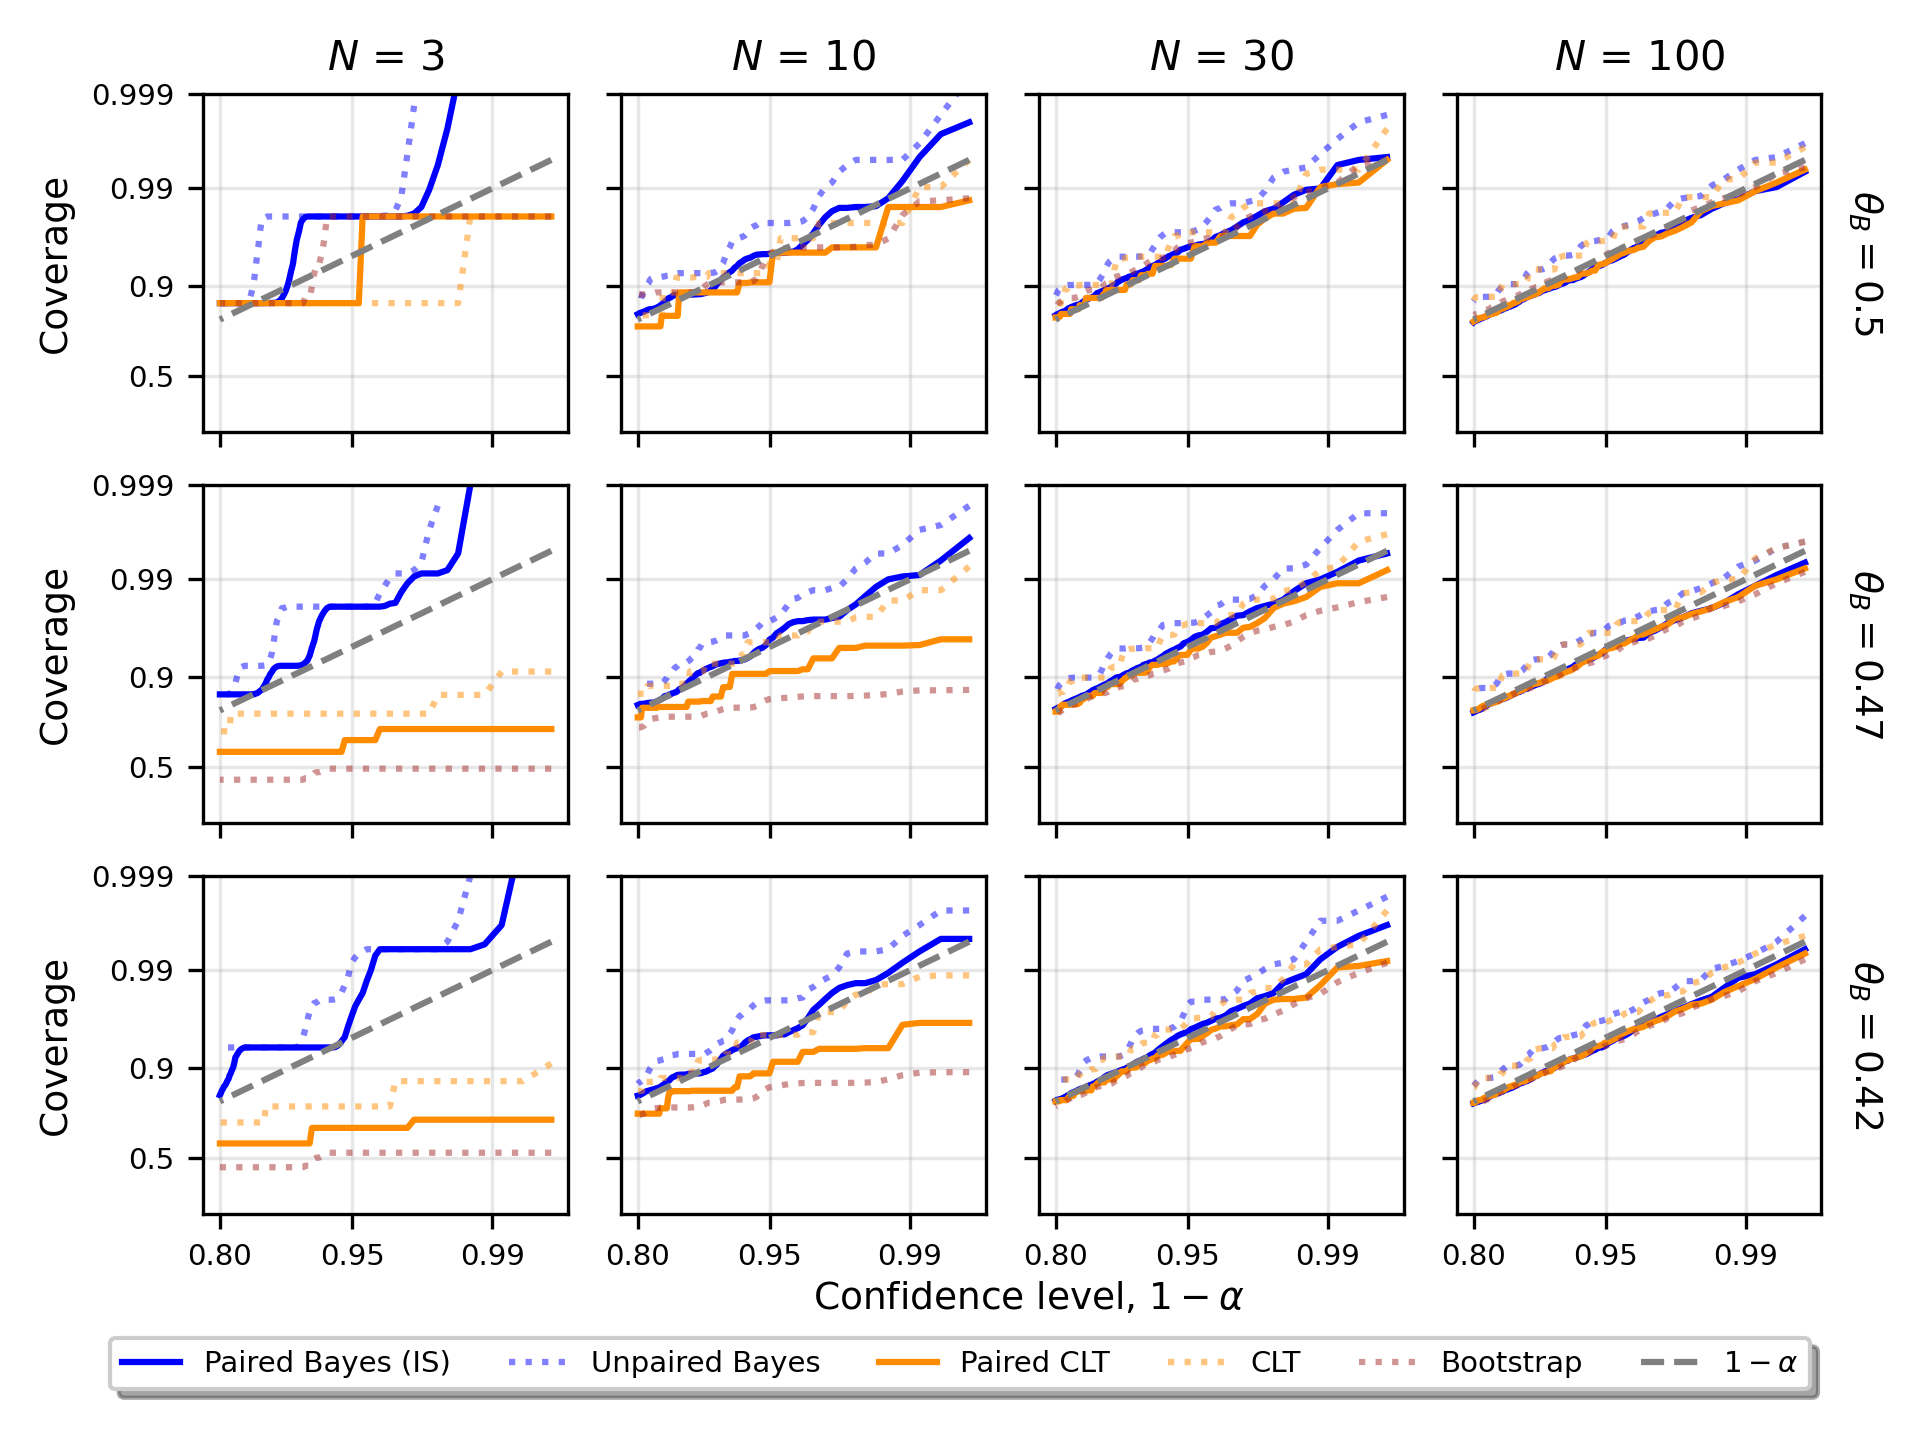 N = 3
N = 10
N = 30
N = 100
0.999
0.99
0.9
0.5
Coverage
θ_B = 0.5
0.999
0.99
0.9
0.5
Coverage
θ_B = 0.47
0.999
0.99
0.9
0.5
Coverage
θ_B = 0.42
0.80 0.95 0.99
0.80 0.95 0.99
0.80 0.95 0.99
0.80 0.95 0.99
Confidence level, 1 − α
Paired Bayes (IS) Unpaired Bayes Paired CLT CLT Bootstrap 1 − α